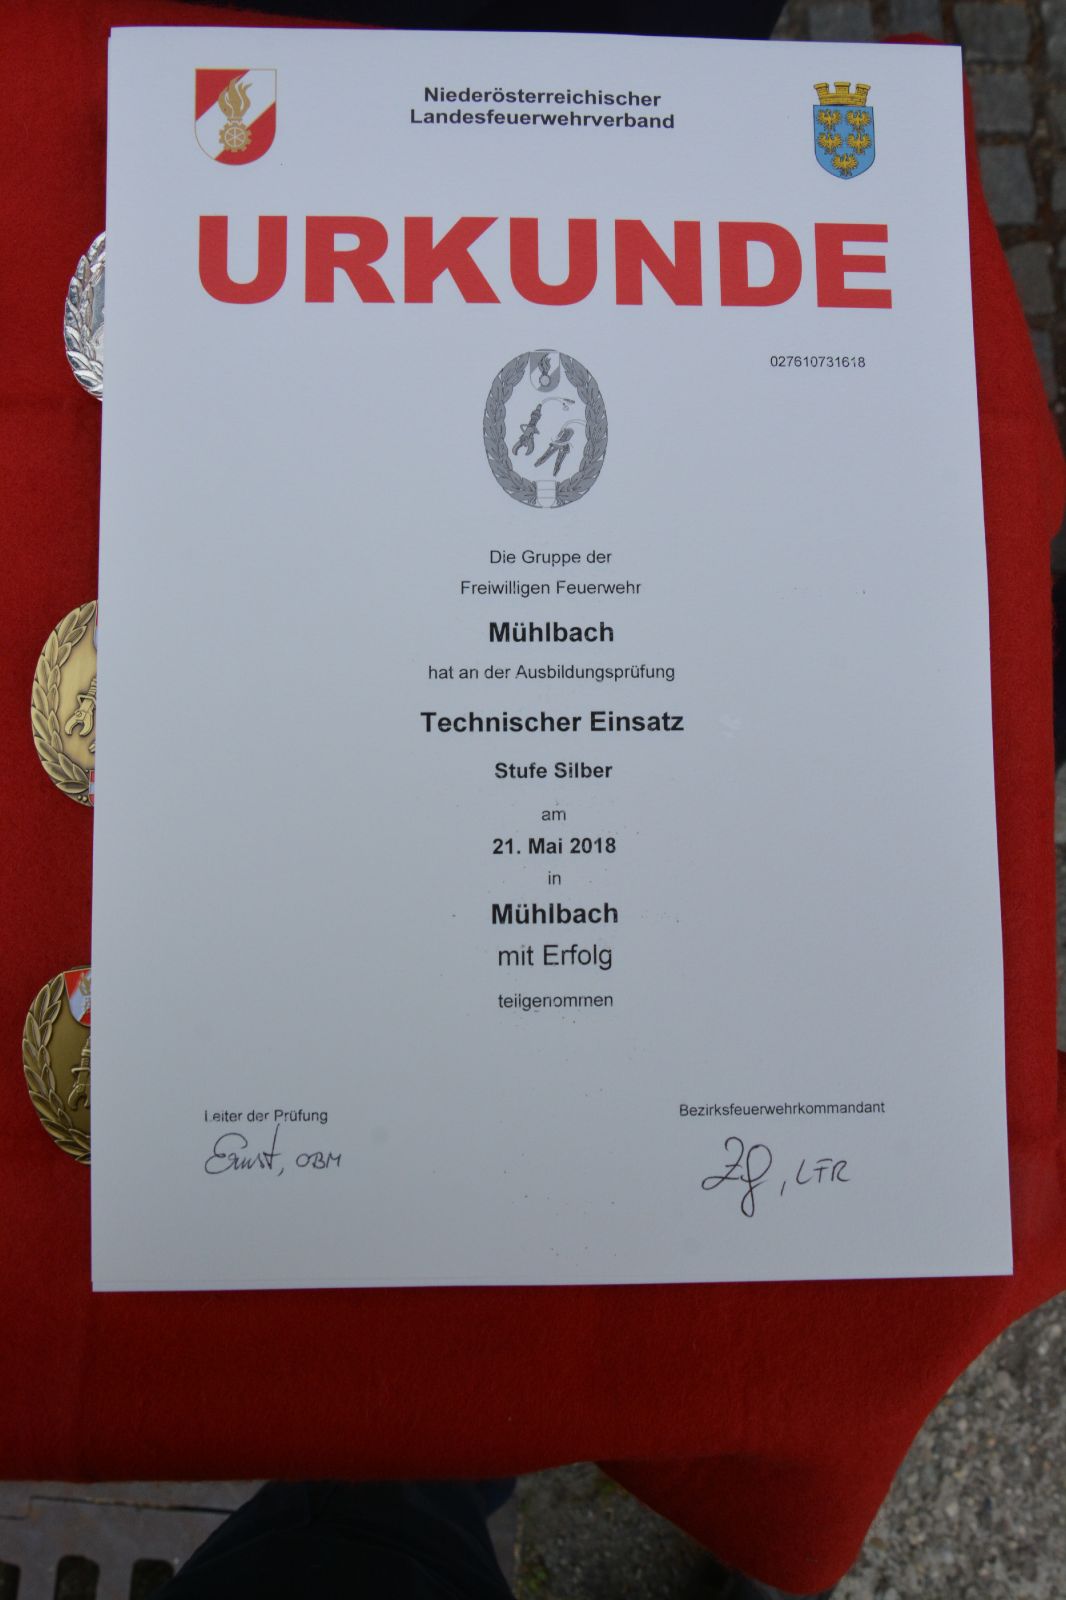 Niederösterreichischer
Landesfeuerwehrverband
URKUNDE
027610731618
Die Gruppe der
Freiwilligen Feuerwehr
Mühlbach
hat an der Ausbildungsprüfung
Technischer Einsatz
Stufe Silber
am
21. Mai 2018
in
Mühlbach
mit Erfolg
teilgenommen
Leiter der Prüfung
Ernst, OBM
Bezirksfeuerwehrkommandant
, LFR